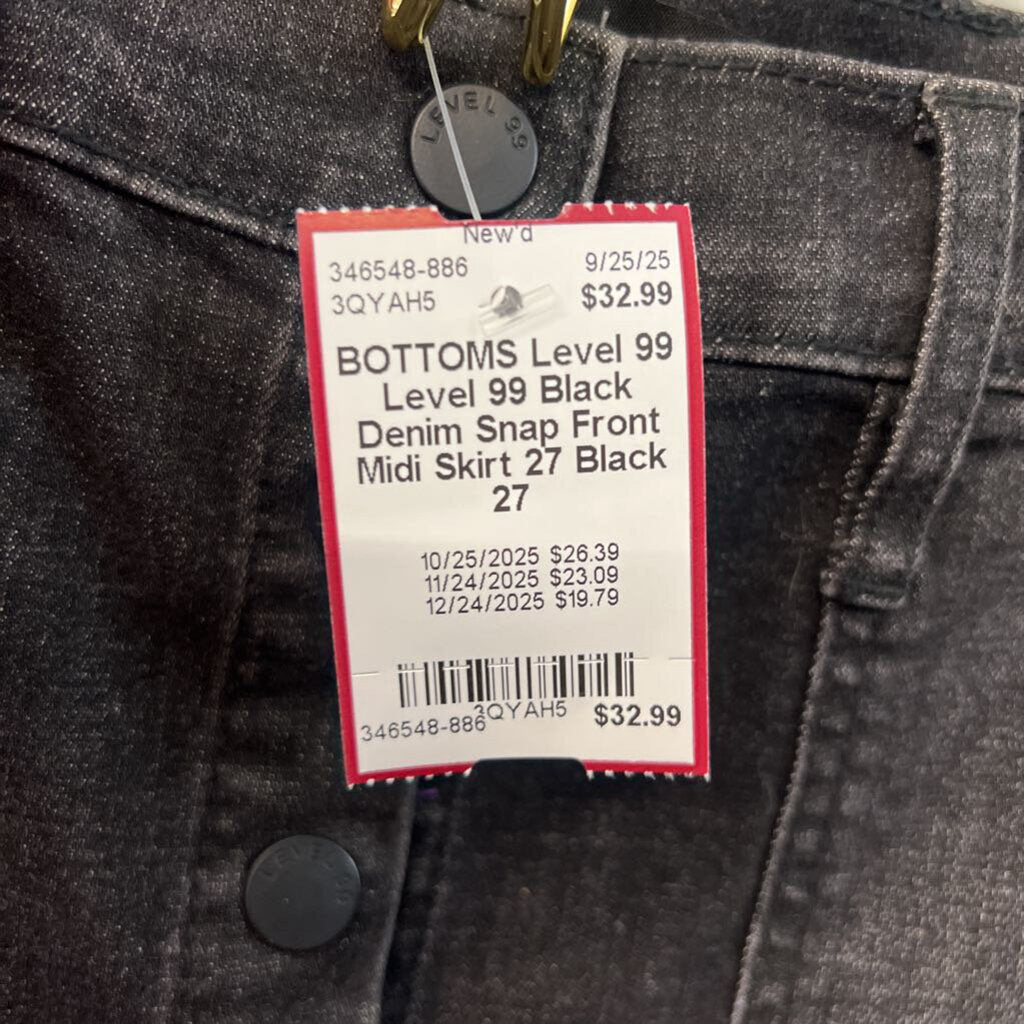 LEVEL 99
New'd
346548-886 9/25/25
3QYAH5 $32.99
BOTTOMS Level 99
Level 99 Black
Denim Snap Front
Midi Skirt 27 Black
27
10/25/2025 $26.39
11/24/2025 $23.09
12/24/2025 $19.79
346548-886 3QYAH5 $32.99
LEVEL 99